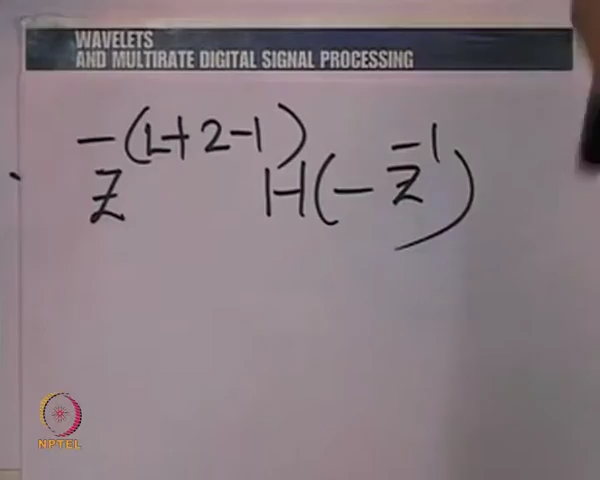 WAVELETS
AND MULTIRATE DIGITAL SIGNAL PROCESSING
z^{-(L+2-1)} H(-z^{-1})
NPTEL